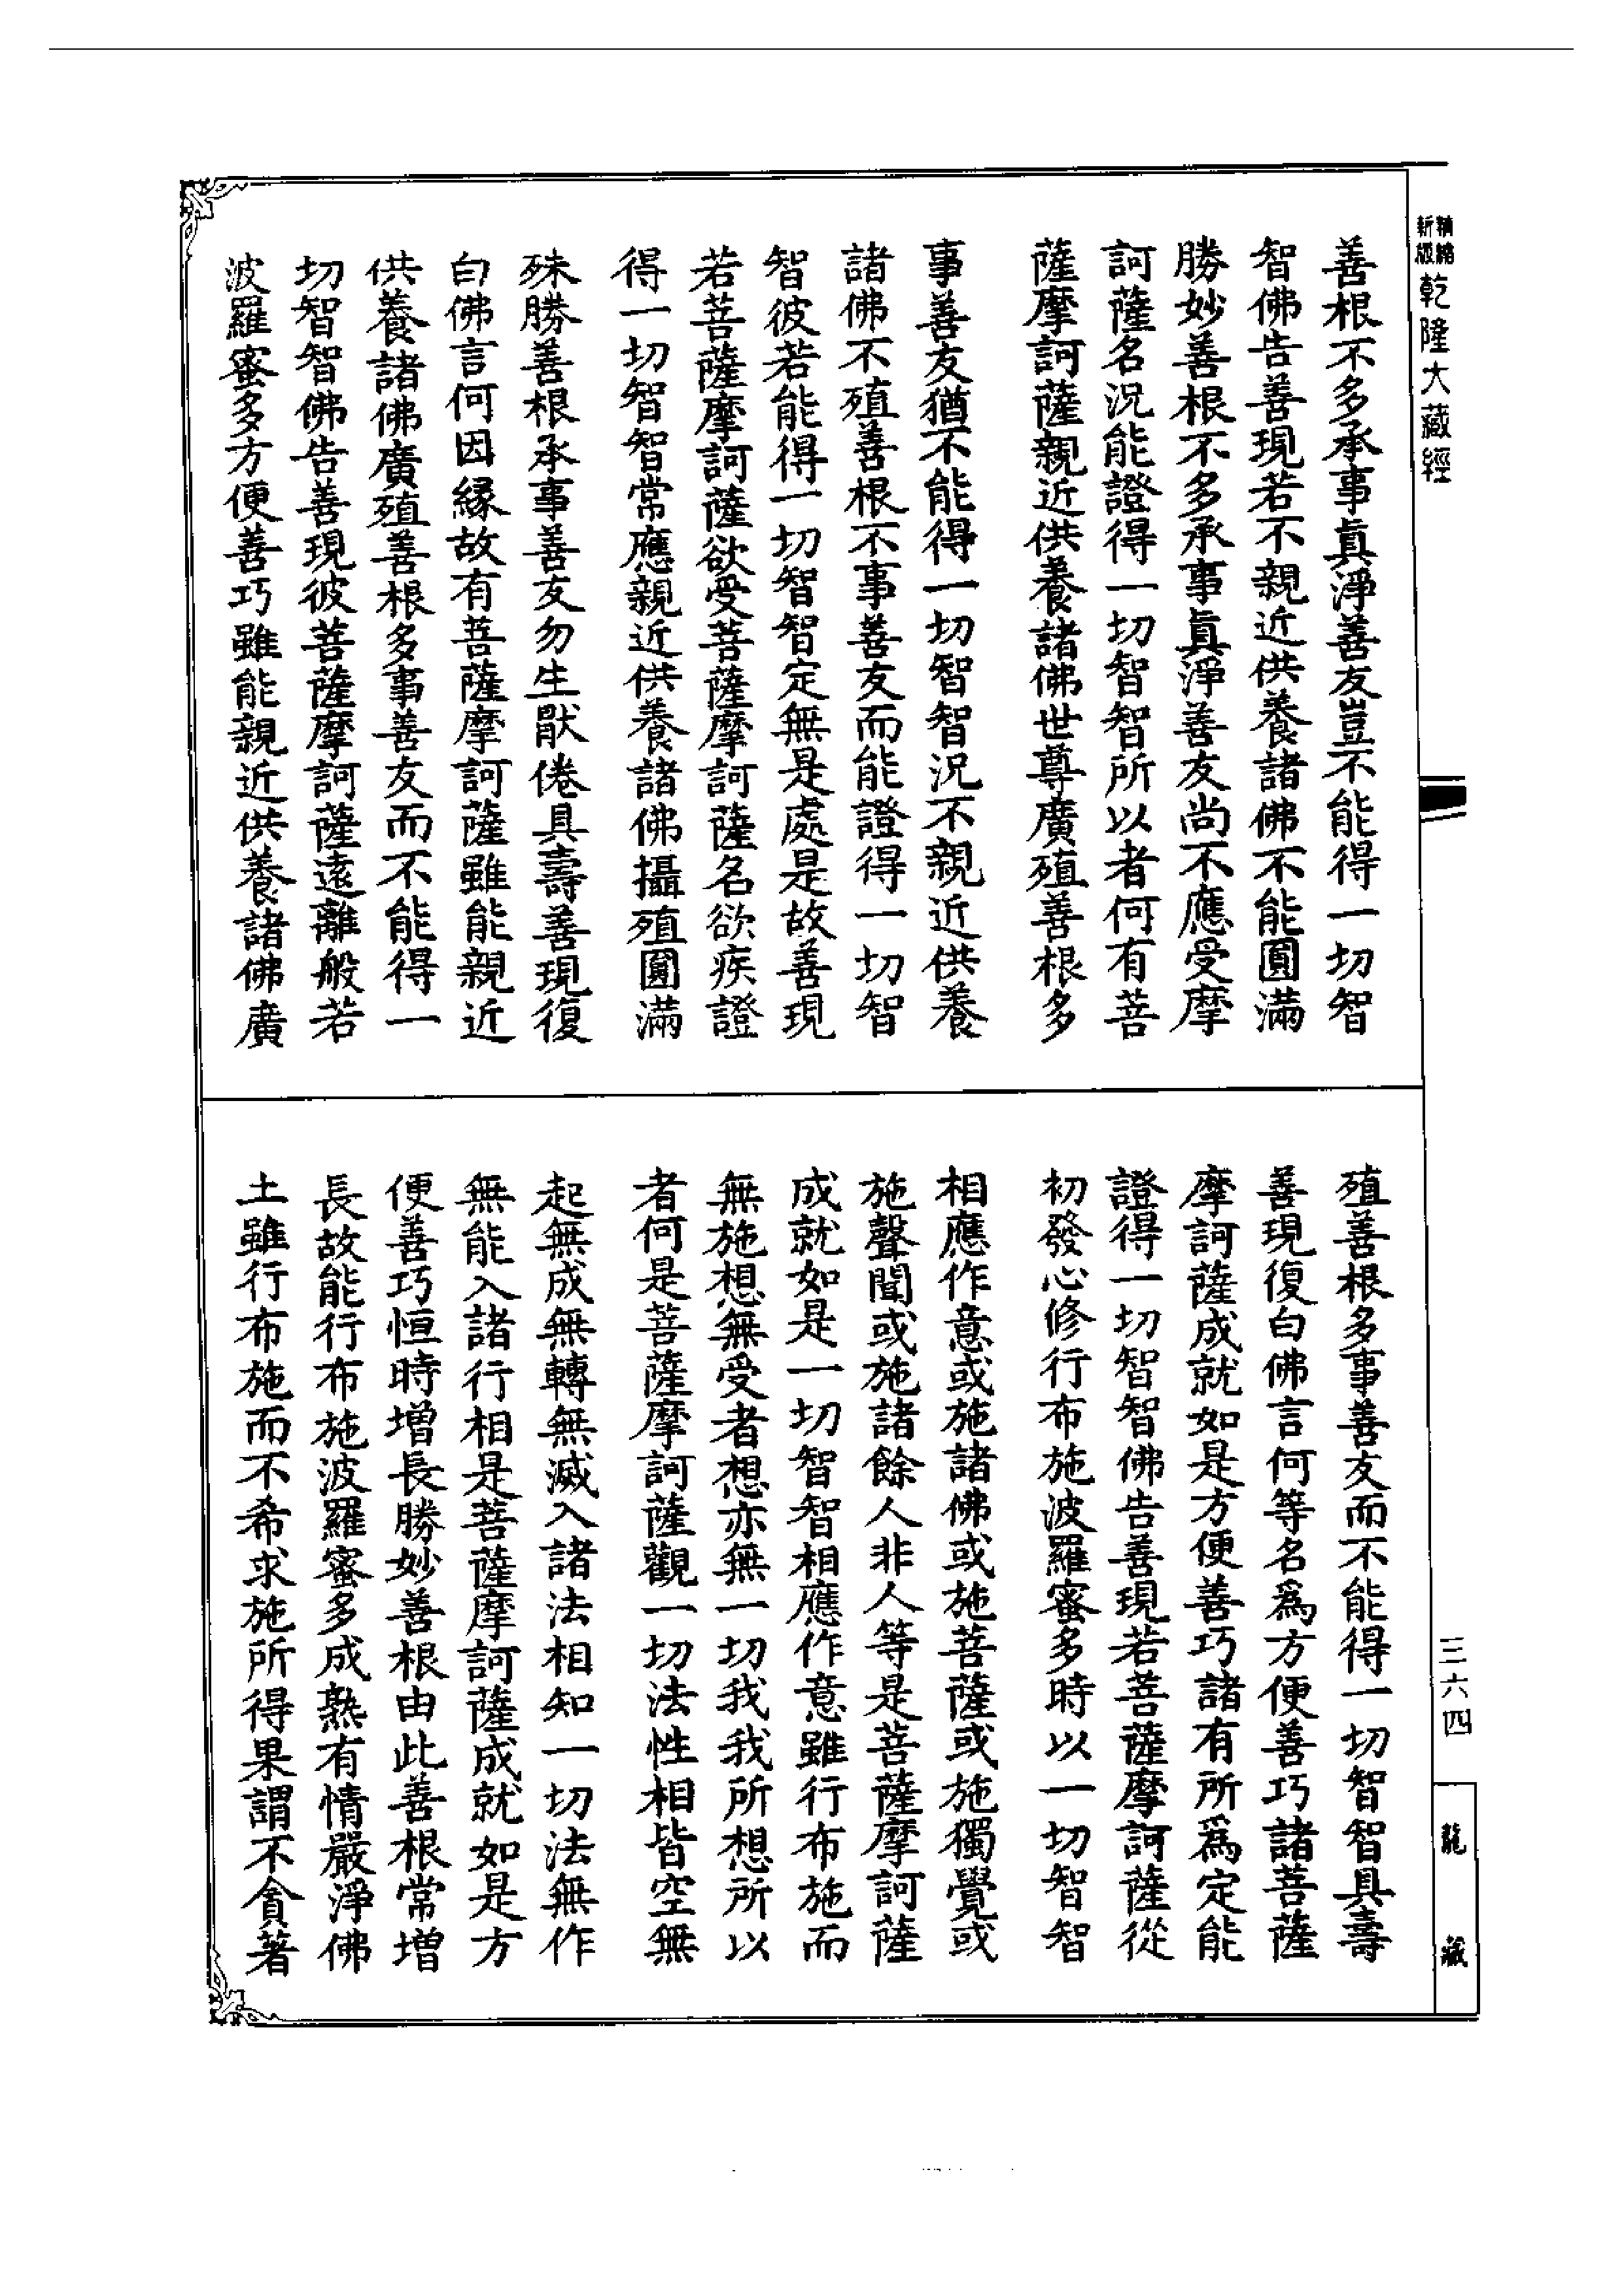 精縮
新版
乾隆大藏經
善根不多承事眞淨善友豈不能得一切智
智佛告善現若不親近供養諸佛不能圓滿
勝妙善根不多承事眞淨善友尚不應受摩
訶薩名況能證得一切智智所以者何有菩
薩摩訶薩親近供養諸佛世尊廣殖善根多
事善友猶不能得一切智智況不親近供養
諸佛不殖善根不事善友而能證得一切智
智彼若能得一切智智定無是處是故善現
若菩薩摩訶薩欲受菩薩摩訶薩名欲疾證
得一切智智常應親近供養諸佛攝殖圓滿
殊勝善根承事善友勿生猒倦具壽善現復
白佛言何因緣故有菩薩摩訶薩雖能親近
供養諸佛廣殖善根多事善友而不能得一
切智智佛告善現彼菩薩摩訶薩遠離般若
波羅蜜多方便善巧雖能親近供養諸佛廣
殖善根多事善友而不能得一切智智具壽
善現復白佛言何等名爲方便善巧諸菩薩
摩訶薩成就如是方便善巧諸有所爲定能
證得一切智智佛告善現若菩薩摩訶薩從
初發心修行布施波羅蜜多時以一切智智
相應作意或施諸佛或施菩薩或施獨覺或
施聲聞或施諸餘人非人等是菩薩摩訶薩
成就如是一切智智相應作意雖行布施而
無施想無受者想亦無一切我我所想所以
者何是菩薩摩訶薩觀一切法性相皆空無
起無成無轉無滅入諸法相知一切法無作
無能入諸行相是菩薩摩訶薩成就如是方
便善巧恒時增長勝妙善根由此善根常增
長故能行布施波羅蜜多成熟有情嚴淨佛
土雖行布施而不希求施所得果謂不貪著
三六四
龍藏